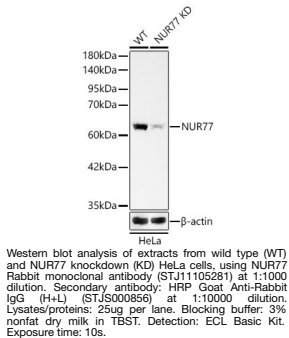 WT
NUR77 KD
180kDa
140kDa
95kDa
70kDa
60kDa
42kDa
35kDa
NUR77
β-actin
HeLa
Western blot analysis of extracts from wild type (WT)
and NUR77 knockdown (KD) HeLa cells, using NUR77
Rabbit monoclonal antibody (STJ11105281) at 1:1000
dilution. Secondary antibody: HRP Goat Anti-Rabbit
IgG (H+L) (STJS000856) at 1:10000 dilution.
Lysates/proteins: 25ug per lane. Blocking buffer: 3%
nonfat dry milk in TBST. Detection: ECL Basic Kit.
Exposure time: 10s.